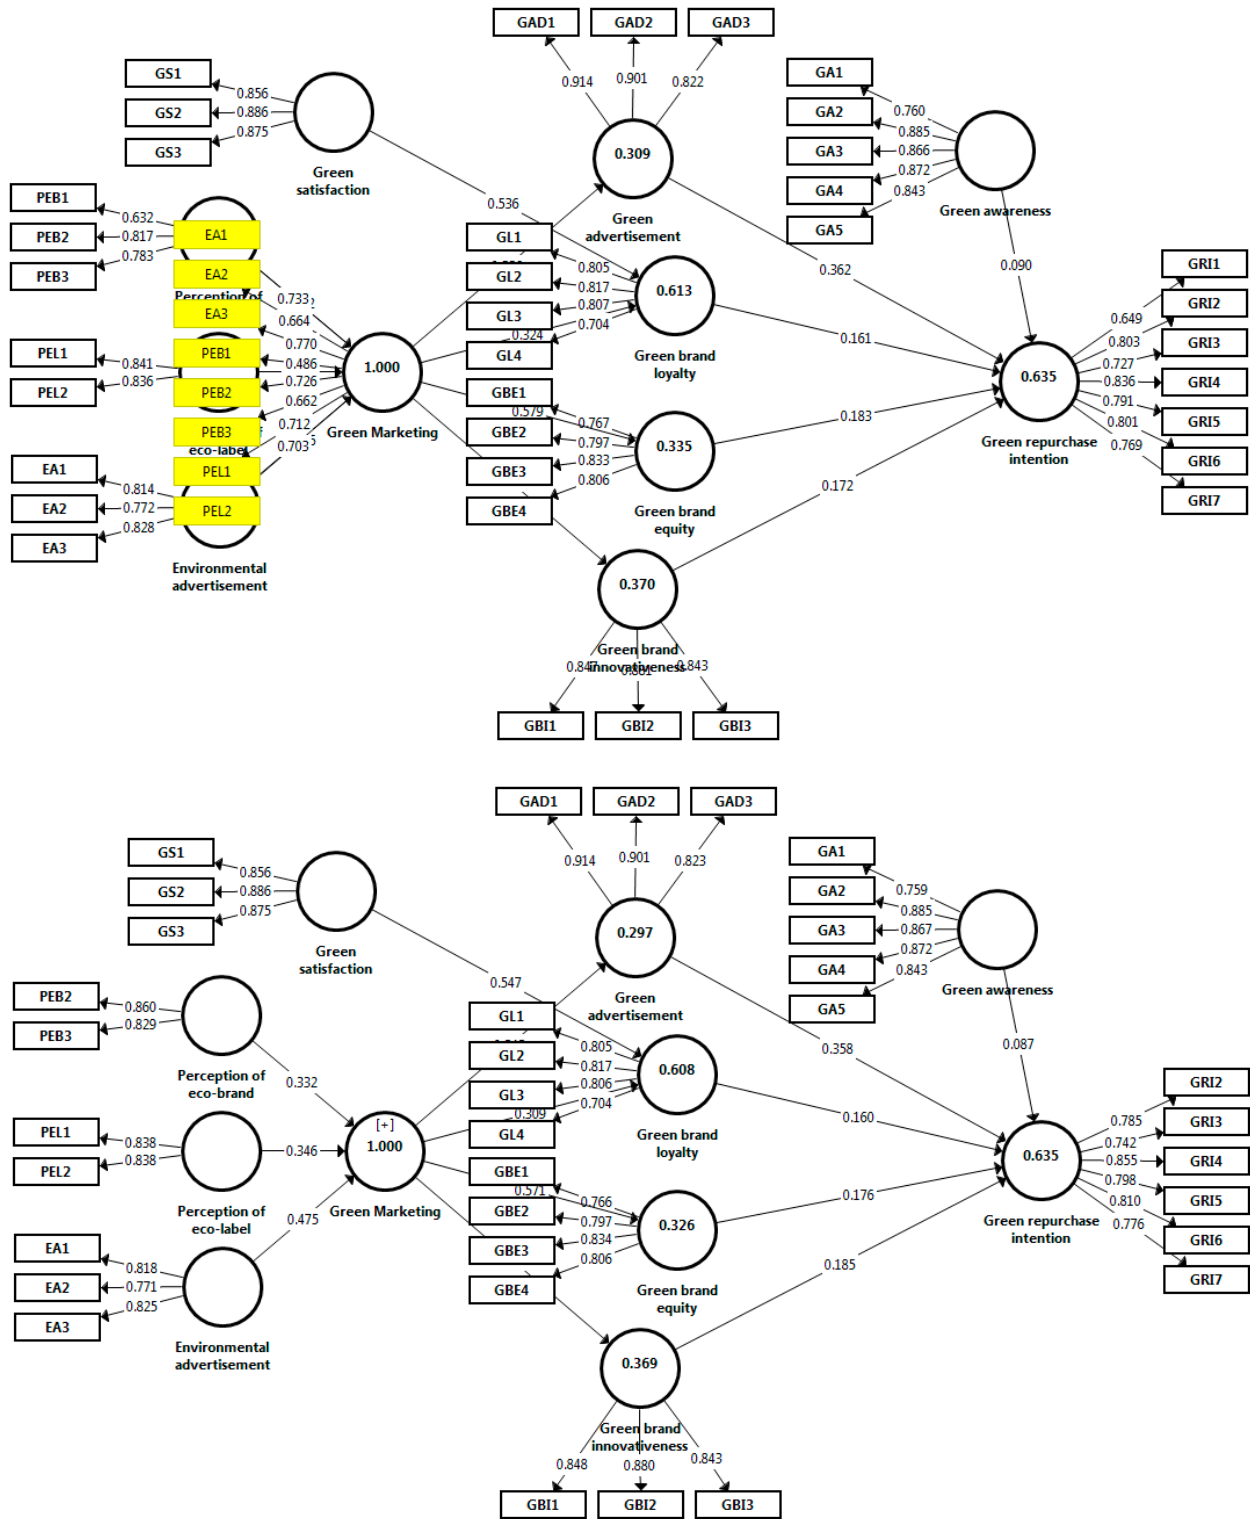 GAD1
GAD2
GAD3
0.914
0.901
0.822
GS1
GS2
GS3
0.856
0.886
0.875
Green
satisfaction
0.309
Green
advertisement
GA1
GA2
GA3
GA4
GA5
0.760
0.885
0.866
0.872
0.843
Green awareness
PEB1
PEB2
PEB3
0.632
0.817
0.783
EA1
EA2
EA3
PEB1
PEB2
PEB3
PEL1
PEL2
Perception of
eco-label
0.733
0.664
0.770
0.486
0.726
0.662
0.712
0.703
PEL1
PEL2
0.841
0.836
EA1
EA2
EA3
0.814
0.772
0.828
Environmental
advertisement
1.000
Green Marketing
0.536
GL1
GL2
GL3
GL4
0.805
0.817
0.807
0.704
0.324
0.613
Green brand
loyalty
GBE1
GBE2
GBE3
GBE4
0.579
0.767
0.797
0.833
0.806
0.335
Green brand
equity
0.370
Green brand
innovativeness
0.843
GBI1
GBI2
GBI3
0.362
0.090
0.161
0.183
0.172
0.635
Green repurchase
intention
0.649
0.803
0.727
0.836
0.791
0.801
0.769
GRI1
GRI2
GRI3
GRI4
GRI5
GRI6
GRI7
GAD1
GAD2
GAD3
0.914
0.901
0.823
GS1
GS2
GS3
0.856
0.886
0.875
Green
satisfaction
0.297
Green
advertisement
GA1
GA2
GA3
GA4
GA5
0.759
0.885
0.867
0.872
0.843
Green awareness
PEB2
PEB3
0.860
0.829
Perception of
eco-brand
0.332
PEL1
PEL2
0.838
0.838
Perception of
eco-label
0.346
EA1
EA2
EA3
0.818
0.771
0.825
Environmental
advertisement
0.475
[+]
1.000
Green Marketing
0.547
GL1
GL2
GL3
GL4
0.805
0.817
0.806
0.704
0.309
0.608
Green brand
loyalty
GBE1
GBE2
GBE3
GBE4
0.571
0.766
0.797
0.834
0.806
0.326
Green brand
equity
0.369
Green brand
innovativeness
0.848
0.880
0.843
GBI1
GBI2
GBI3
0.358
0.087
0.160
0.176
0.185
0.635
Green repurchase
intention
0.785
0.742
0.855
0.798
0.810
0.776
GRI2
GRI3
GRI4
GRI5
GRI6
GRI7